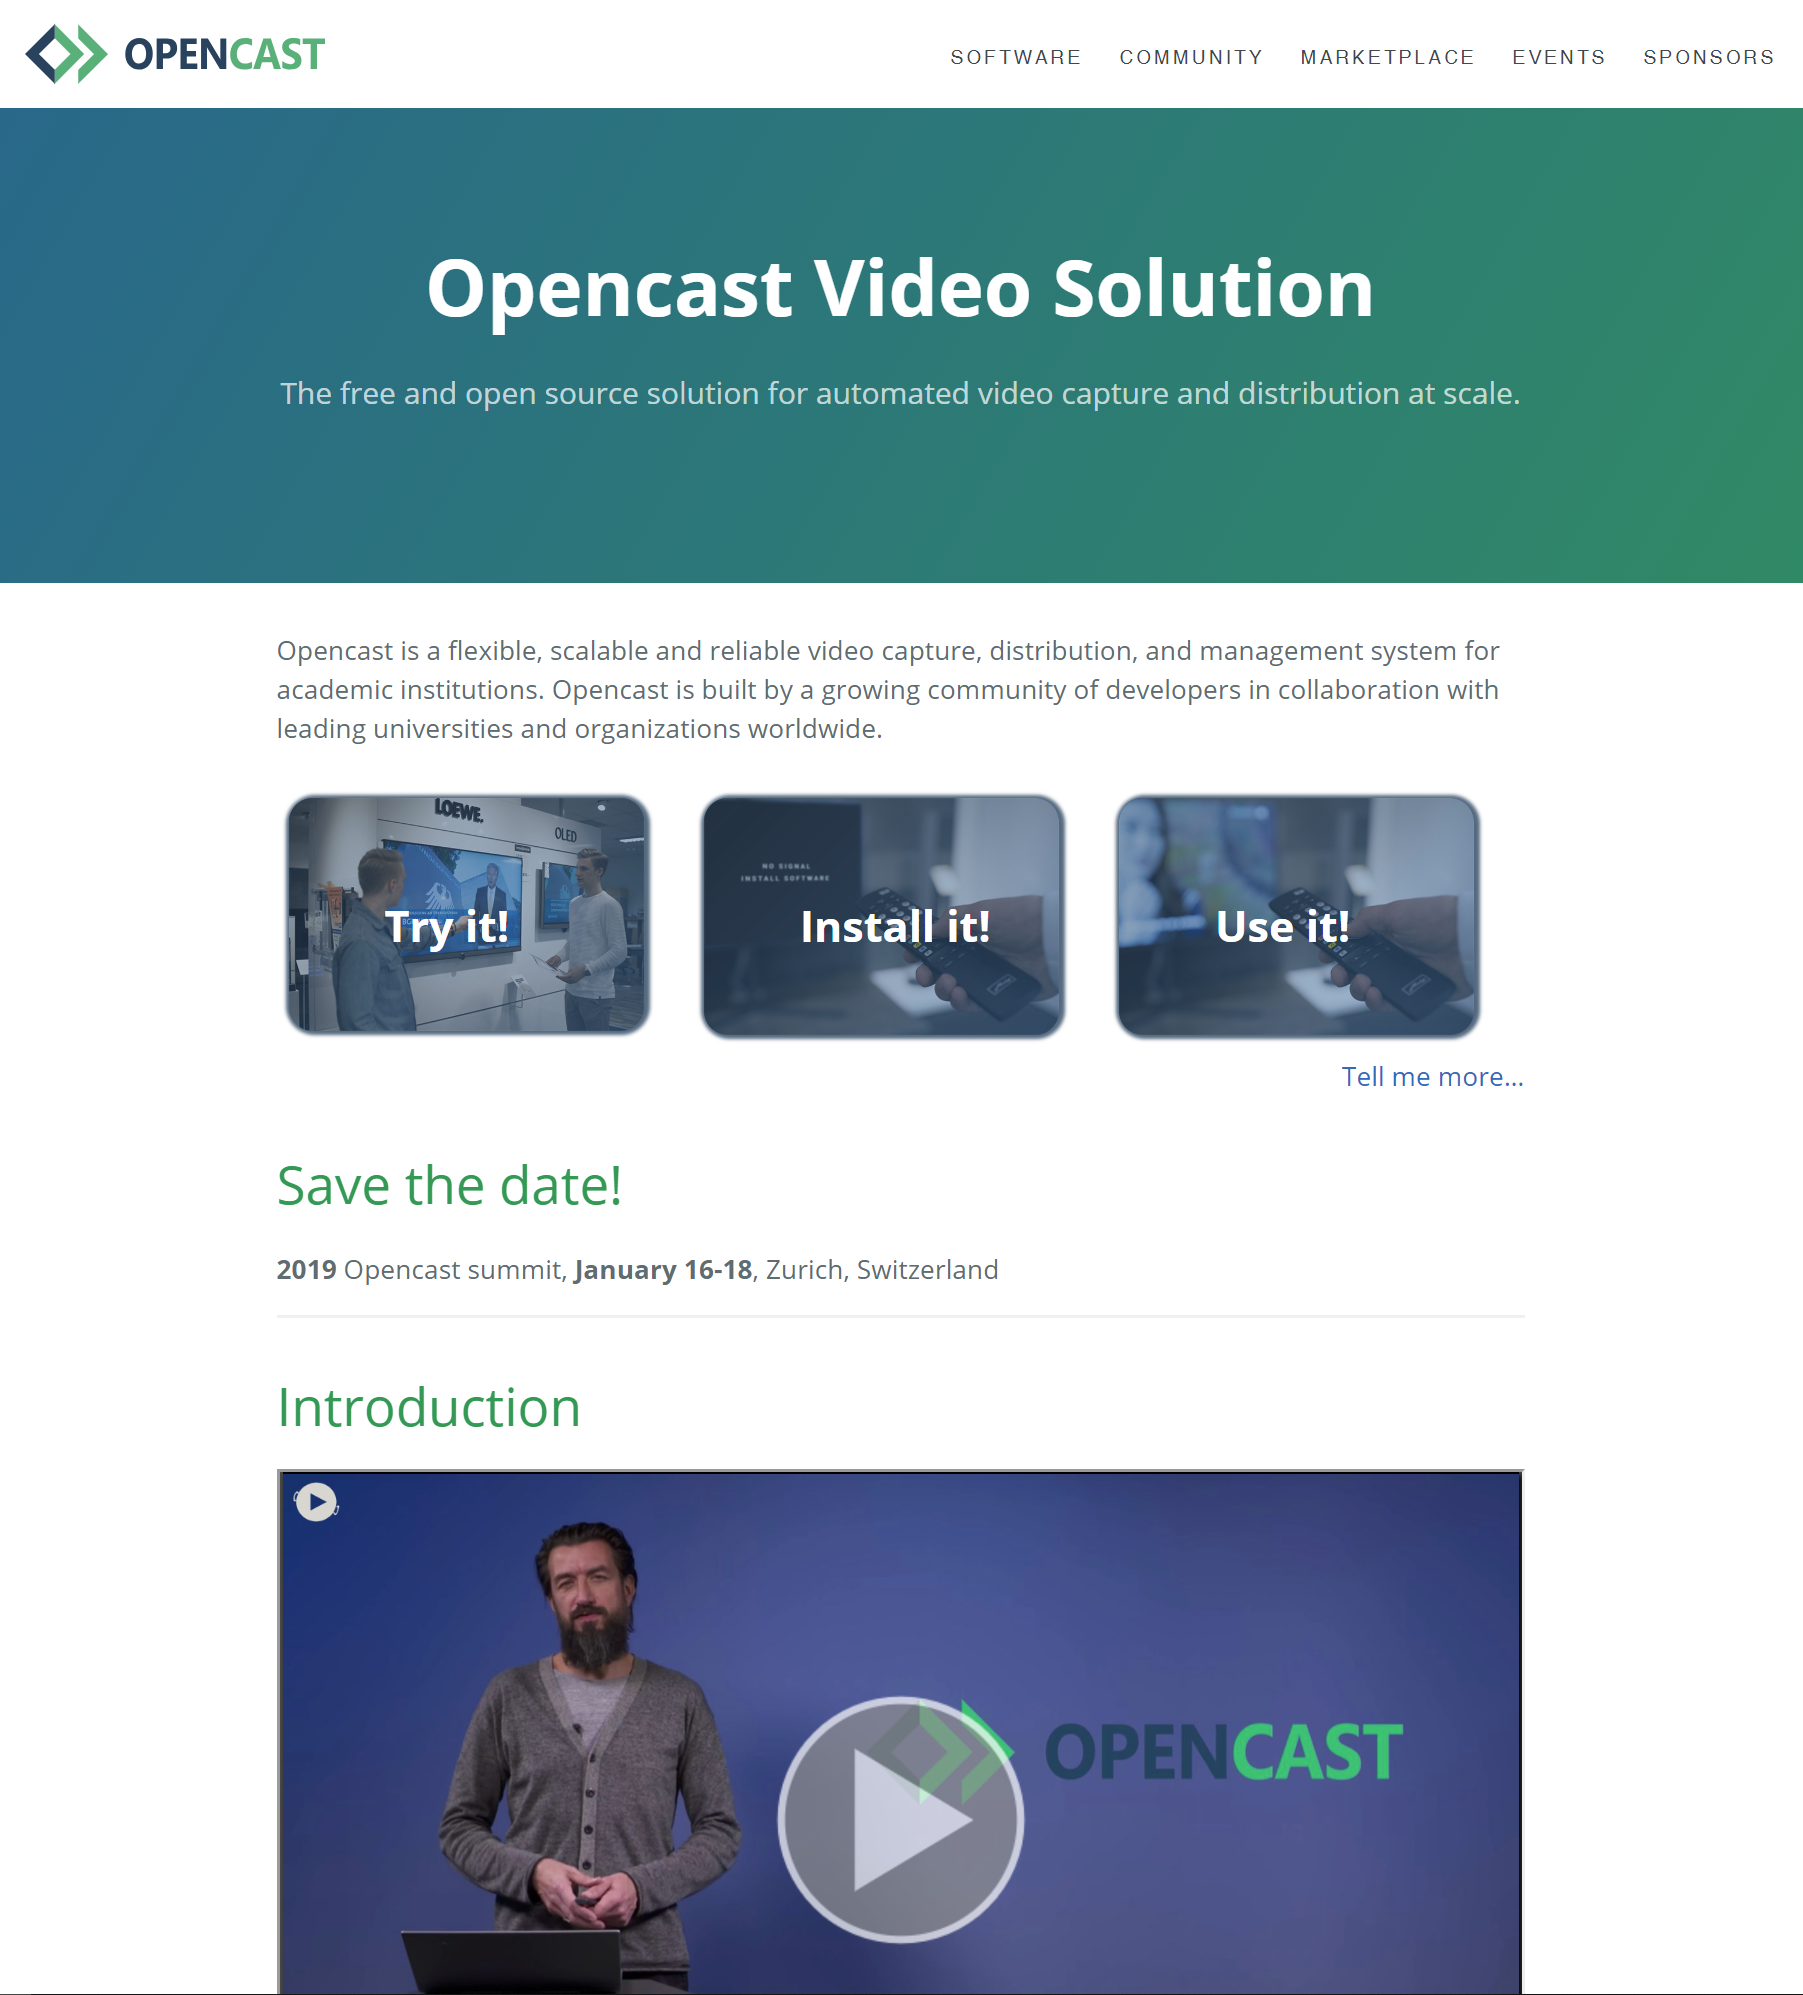 OPENCAST
SOFTWARE COMMUNITY MARKETPLACE EVENTS SPONSORS
Opencast Video Solution
The free and open source solution for automated video capture and distribution at scale.
Opencast is a flexible, scalable and reliable video capture, distribution, and management system for
academic institutions. Opencast is built by a growing community of developers in collaboration with
leading universities and organizations worldwide.
LOEWE.
OLED
Try it!
NO SIGNAL
INSTALL SOFTWARE
Install it!
Use it!
Tell me more...
Save the date!
2019 Opencast summit, January 16-18, Zurich, Switzerland
Introduction
OPENCAST